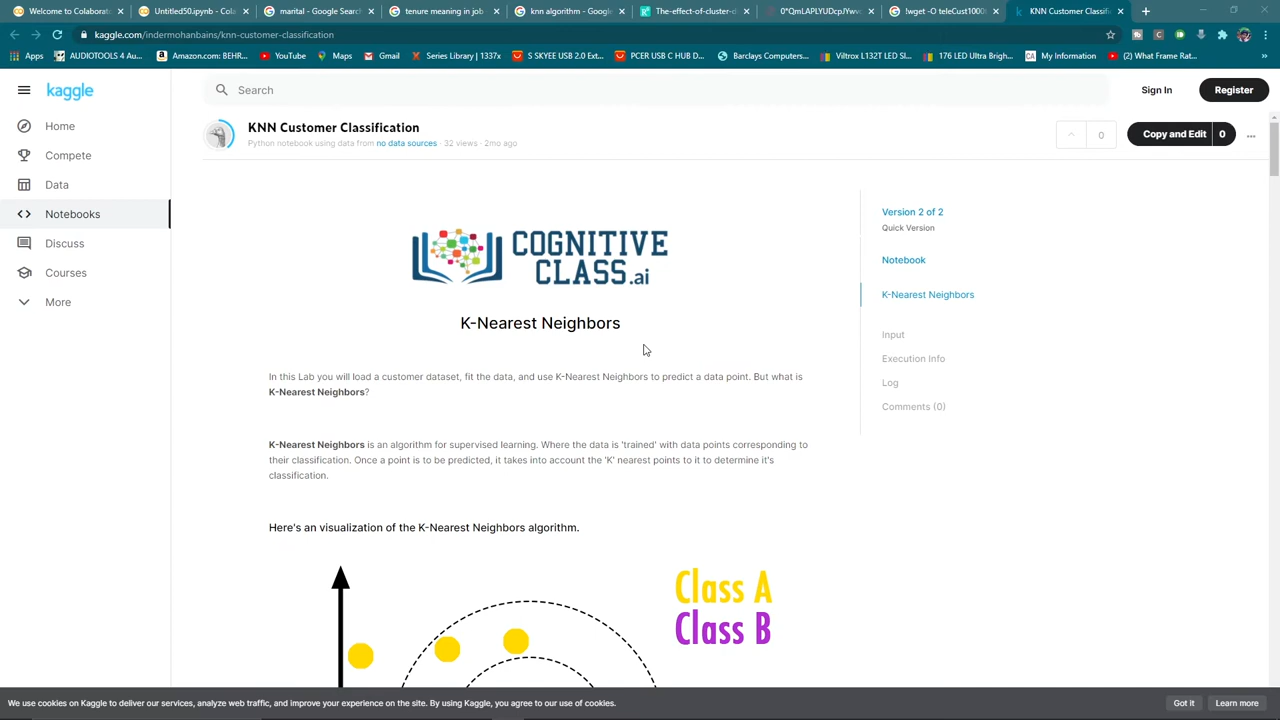 Welcome to Colaborat
Untitled50.ipynb - Cola
marital - Google Search
tenure meaning in work
knn algorithm - Google
The-effect-of-cluster-di
0*QmLAPLYUDcpJYwvc
!wget -O teleCust1000t
KNN Customer Classific
kaggle.com/indermohanbains/knn-customer-classification
Apps
AUDIOTOOLS 4 Au...
Amazon.com: BEHR...
YouTube
Maps
Gmail
Series Library | 1337x
S SKYEE USB 2.0 Ext...
PCER USB C HUB D...
Barclays Computers...
Viltrox L132T LED Sl...
176 LED Ultra Bright...
My Information
(2) What Frame Rat...
»
kaggle
Search
Sign In
Register
Home
Compete
Data
Notebooks
Discuss
Courses
More
KNN Customer Classification
Python notebook using data from no data sources · 32 views · 2mo ago
0
Copy and Edit
0
COGNITIVE
CLASS.ai
K-Nearest Neighbors
In this Lab you will load a customer dataset, fit the data, and use K-Nearest Neighbors to predict a data point. But what is
K-Nearest Neighbors?
K-Nearest Neighbors is an algorithm for supervised learning. Where the data is 'trained' with data points corresponding to
their classification. Once a point is to be predicted, it takes into account the 'K' nearest points to it to determine it's
classification.
Here's an visualization of the K-Nearest Neighbors algorithm.
Class A
Class B
Version 2 of 2
Quick Version
Notebook
K-Nearest Neighbors
Input
Execution Info
Log
Comments (0)
We use cookies on Kaggle to deliver our services, analyze web traffic, and improve your experience on the site. By using Kaggle, you agree to our use of cookies.
Got it
Learn more